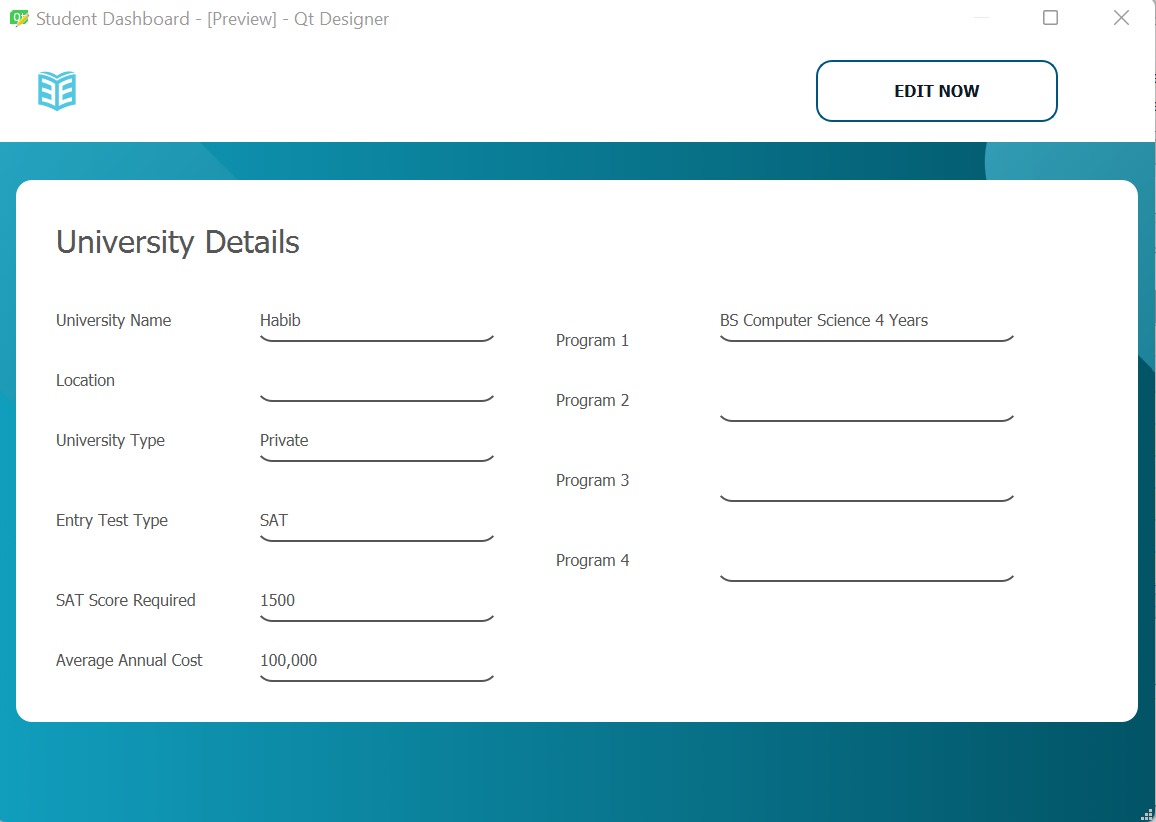 Student Dashboard - [Preview] - Qt Designer
EDIT NOW
University Details
University Name
Habib
Location
University Type
Private
Entry Test Type
SAT
SAT Score Required
1500
Average Annual Cost
100,000
Program 1
BS Computer Science 4 Years
Program 2
Program 3
Program 4